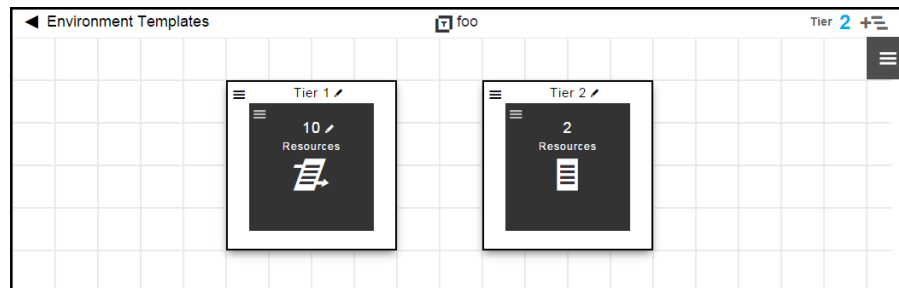 Environment Templates
T foo
Tier 2
Tier 1
10
Resources
Tier 2
2
Resources